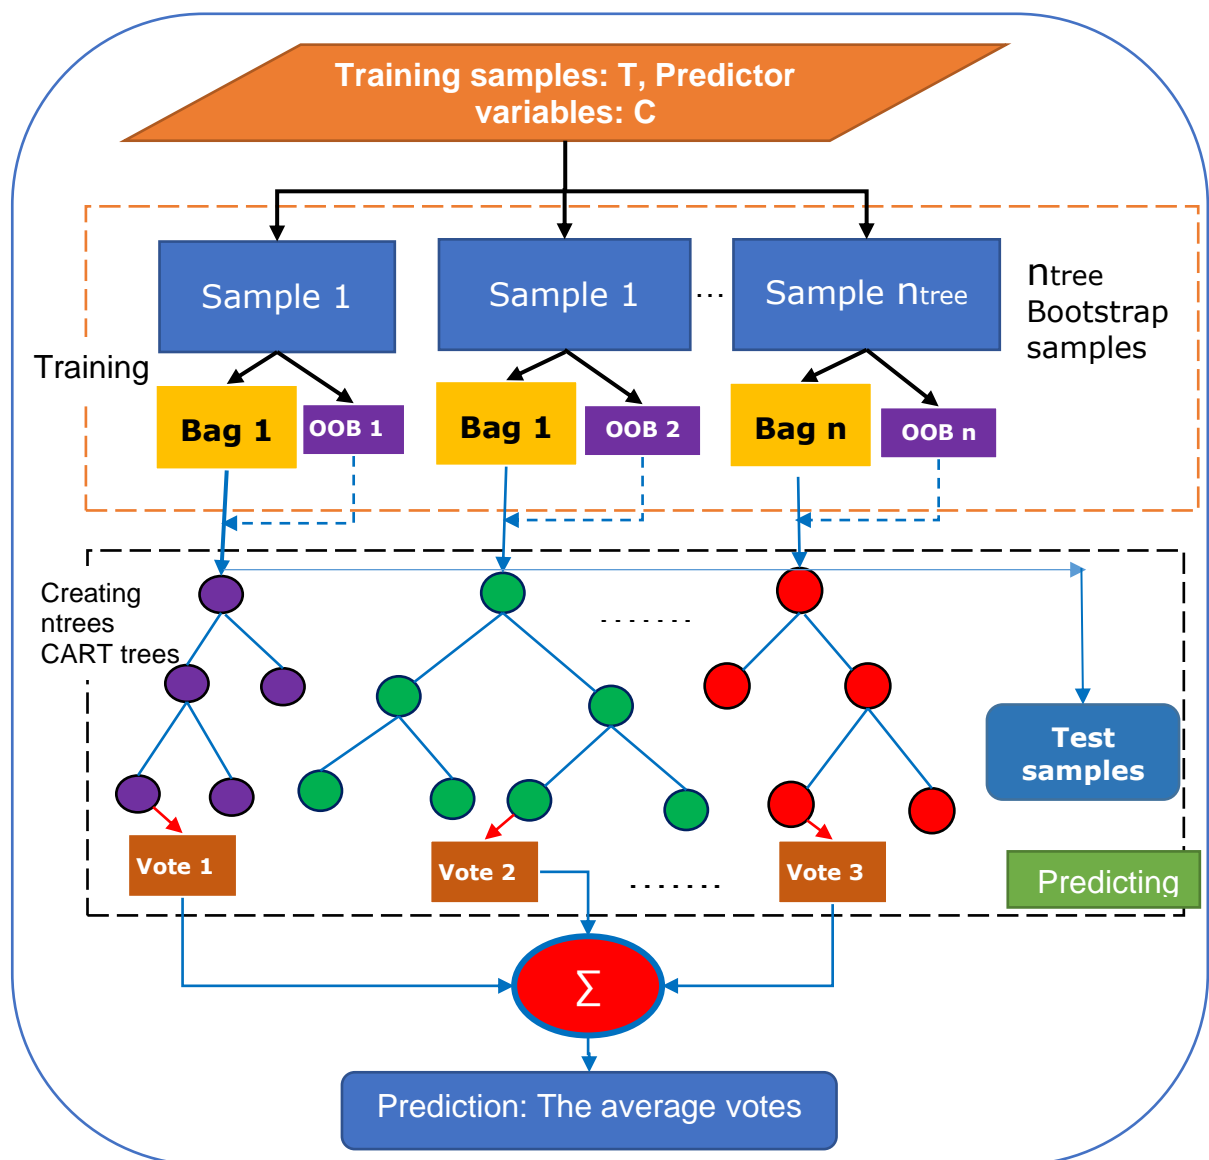 Training samples: T, Predictor
variables: C
Sample 1
Sample 1
...
Sample ntree
ntree
Bootstrap
samples
Training
Bag 1
OOB 1
Bag 1
OOB 2
Bag n
OOB n
Creating
ntrees
CART trees
.......
Test
samples
Vote 1
Vote 2
.......
Vote 3
Predicting
∑
Prediction: The average votes